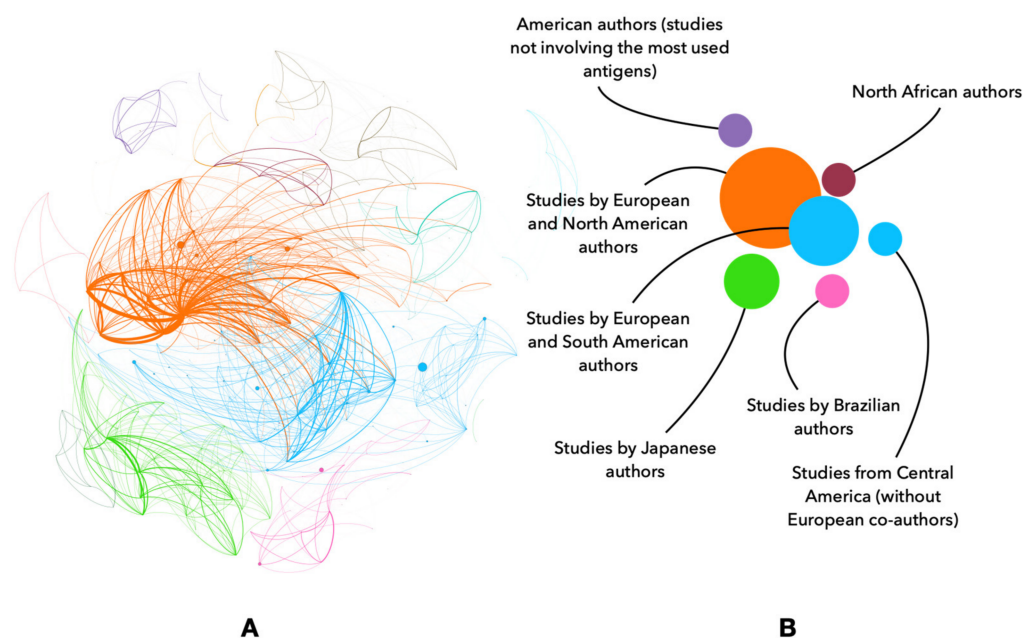 American authors (studies
not involving the most used
antigens)
North African authors
Studies by European
and North American
authors
Studies by European
and South American
authors
Studies by Brazilian
authors
Studies by Japanese
authors
Studies from Central
America (without
European co-authors)
A
B